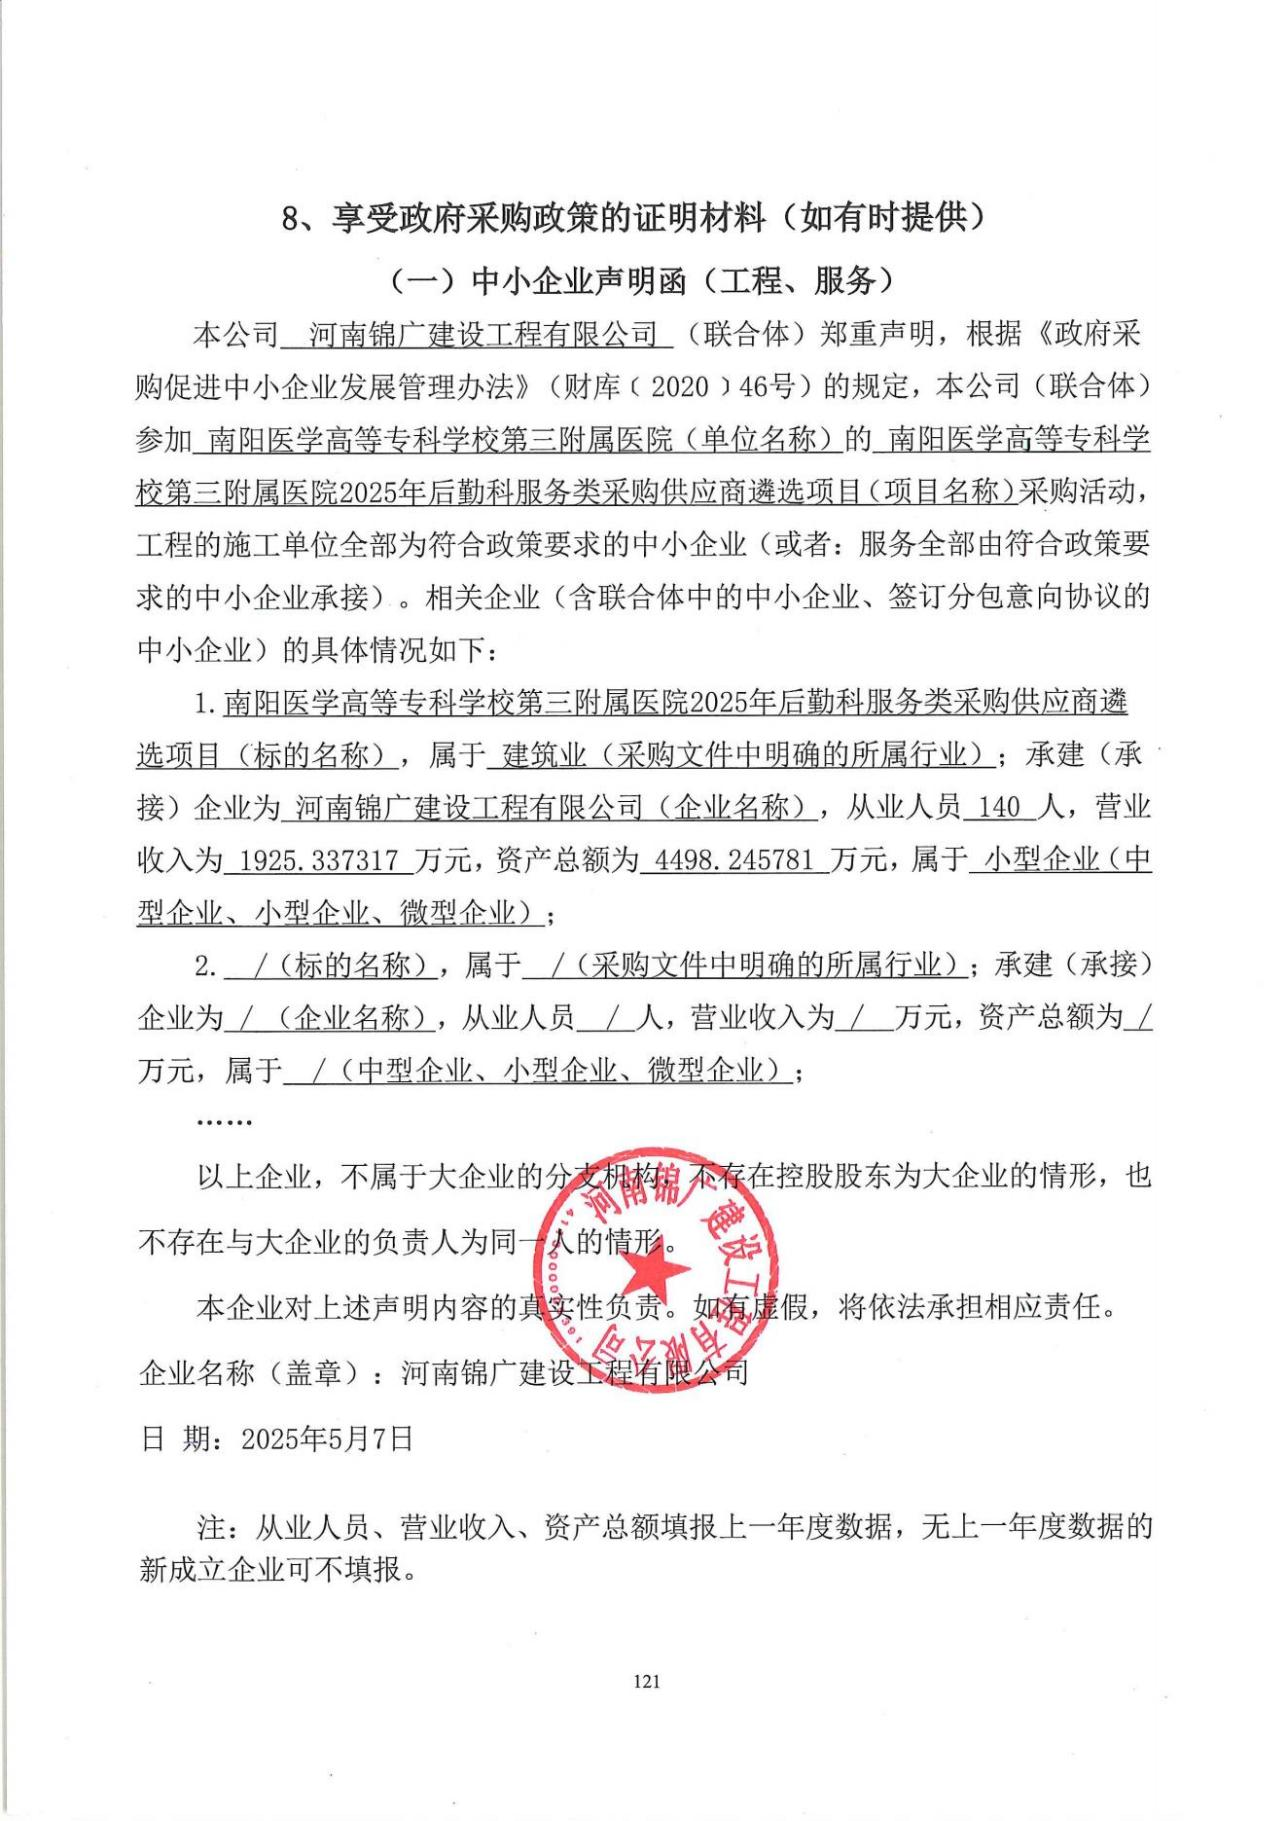 8、享受政府采购政策的证明材料（如有时提供）
（一）中小企业声明函（工程、服务）
本公司 河南锦广建设工程有限公司 （联合体）郑重声明，根据《政府采
购促进中小企业发展管理办法》（财库﹝2020﹞46号）的规定，本公司（联合体）
参加 南阳医学高等专科学校第三附属医院（单位名称）的 南阳医学高等专科学
校第三附属医院2025年后勤科服务类采购供应商遴选项目（项目名称）采购活动，
工程的施工单位全部为符合政策要求的中小企业（或者：服务全部由符合政策要
求的中小企业承接）。相关企业（含联合体中的中小企业、签订分包意向协议的
中小企业）的具体情况如下：
1. 南阳医学高等专科学校第三附属医院2025年后勤科服务类采购供应商遴
选项目（标的名称），属于 建筑业（采购文件中明确的所属行业）；承建（承
接）企业为 河南锦广建设工程有限公司（企业名称），从业人员 140 人，营业
收入为 1925.337317 万元，资产总额为 4498.245781 万元，属于 小型企业（中
型企业、小型企业、微型企业）；
2. /（标的名称），属于 /（采购文件中明确的所属行业）；承建（承接）
企业为 / （企业名称），从业人员 / 人，营业收入为 / 万元，资产总额为 /
万元，属于 /（中型企业、小型企业、微型企业）；
……
以上企业，不属于大企业的分支机构，不存在控股股东为大企业的情形，也
不存在与大企业的负责人为同一人的情形。
本企业对上述声明内容的真实性负责。如有虚假，将依法承担相应责任。
企业名称（盖章）：河南锦广建设工程有限公司
日 期：2025年5月7日
河南锦广建设工程有限公司
注：从业人员、营业收入、资产总额填报上一年度数据，无上一年度数据的
新成立企业可不填报。
121